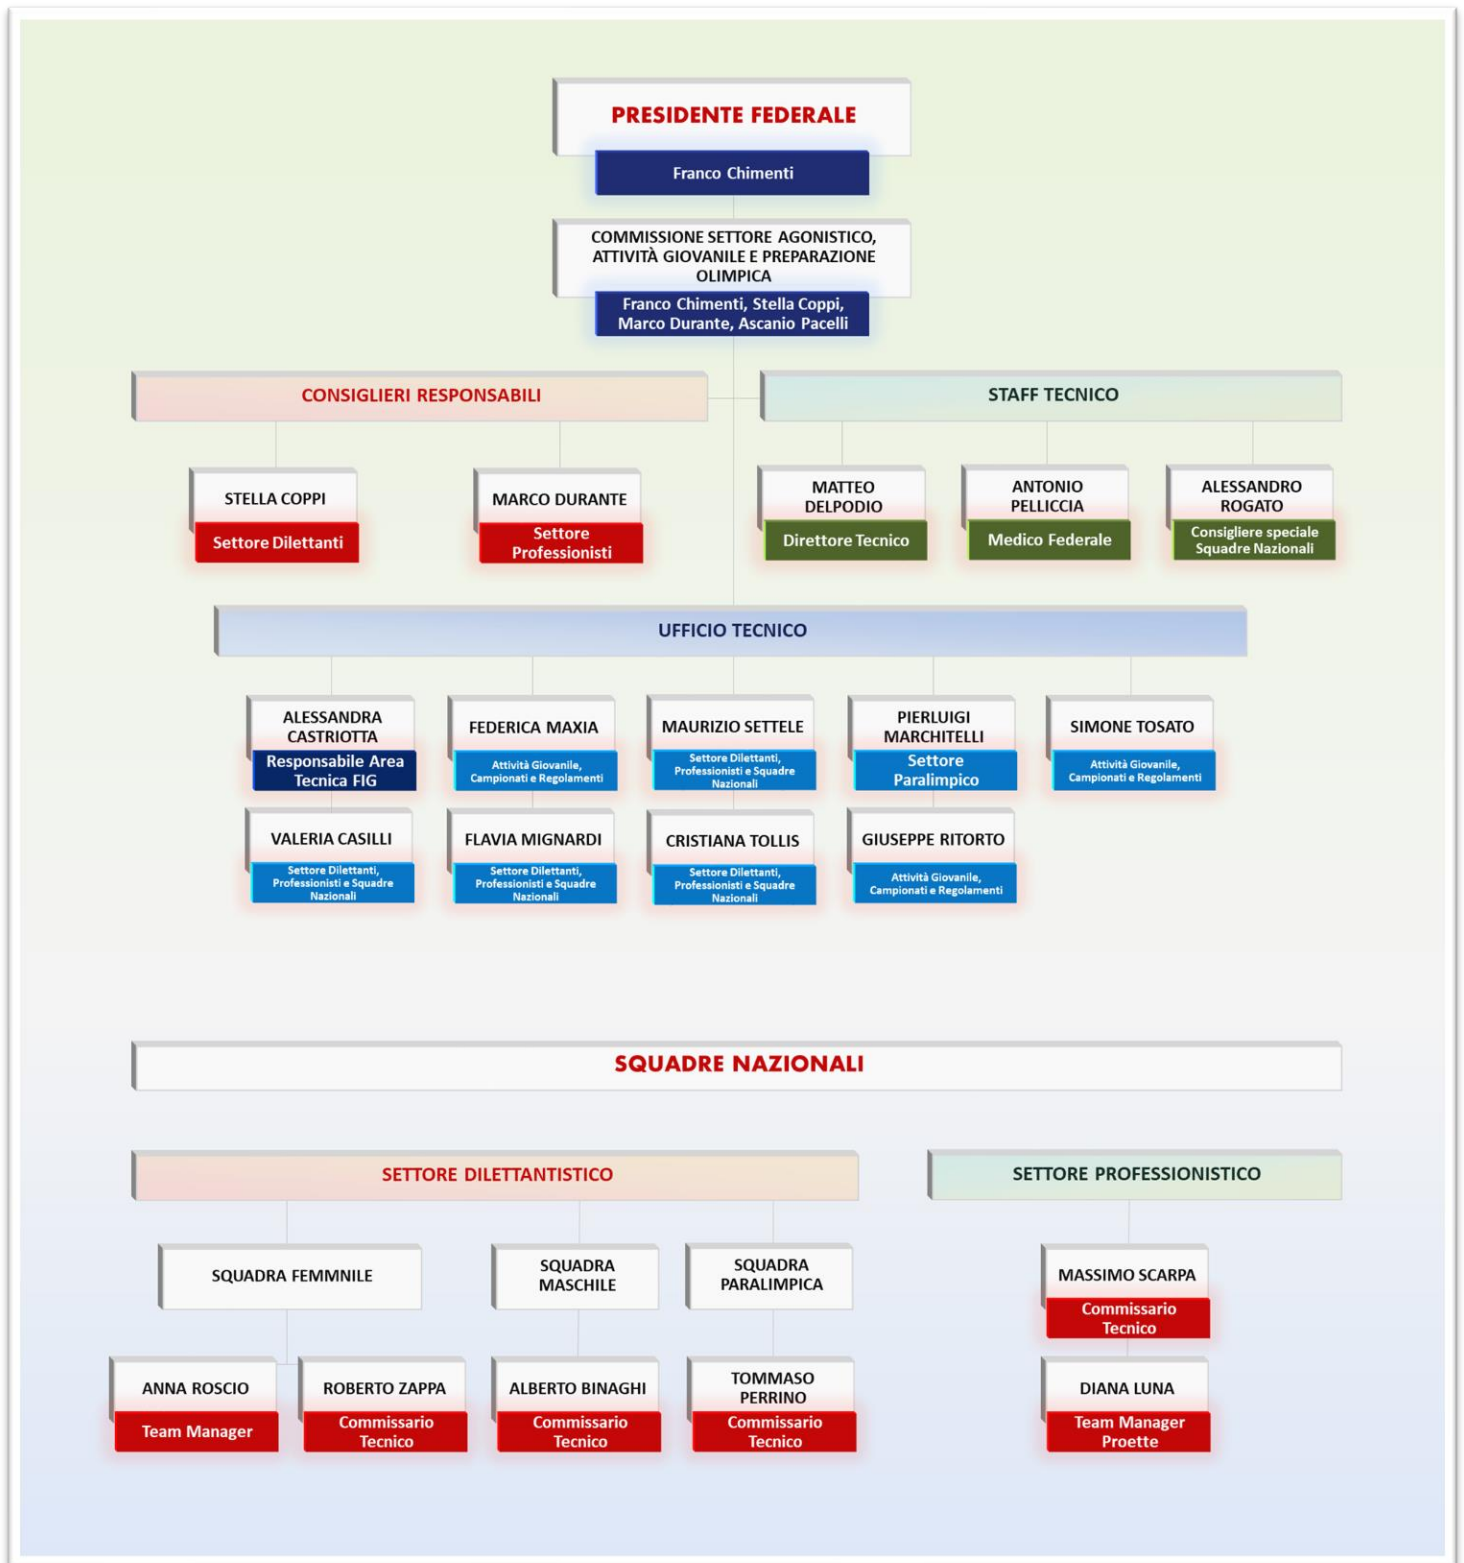 PRESIDENTE FEDERALE
Franco Chimenti
COMMISSIONE SETTORE AGONISTICO,
ATTIVITÀ GIOVANILE E PREPARAZIONE
OLIMPICA
Franco Chimenti, Stella Coppi,
Marco Durante, Ascanio Pacelli
CONSIGLIERI RESPONSABILI
STELLA COPPI
Settore Dilettanti
MARCO DURANTE
Settore
Professionisti
STAFF TECNICO
MATTEO
DELPODIO
Direttore Tecnico
ANTONIO
PELLICCIA
Medico Federale
ALESSANDRO
ROGATO
Consigliere speciale
Squadre Nazionali
UFFICIO TECNICO
ALESSANDRA
CASTRIOTTA
Responsabile Area
Tecnica FIG
FEDERICA MAXIA
Attività Giovanile,
Campionati e Regolamenti
MAURIZIO SETTELE
Settore Dilettanti,
Professionisti e Squadre
Nazionali
PIERLUIGI
MARCHITELLI
Settore
Paralimpico
SIMONE TOSATO
Attività Giovanile,
Campionati e Regolamenti
VALERIA CASILLI
Settore Dilettanti,
Professionisti e Squadre
Nazionali
FLAVIA MIGNARDI
Settore Dilettanti,
Professionisti e Squadre
Nazionali
CRISTIANA TOLLIS
Settore Dilettanti,
Professionisti e Squadre
Nazionali
GIUSEPPE RITORTO
Attività Giovanile,
Campionati e Regolamenti
SQUADRE NAZIONALI
SETTORE DILETTANTISTICO
SQUADRA FEMMNILE
ANNA ROSCIO
Team Manager
ROBERTO ZAPPA
Commissario
Tecnico
SQUADRA
MASCHILE
ALBERTO BINAGHI
Commissario
Tecnico
SQUADRA
PARALIMPICA
TOMMASO
PERRINO
Commissario
Tecnico
SETTORE PROFESSIONISTICO
MASSIMO SCARPA
Commissario
Tecnico
DIANA LUNA
Team Manager
Proette